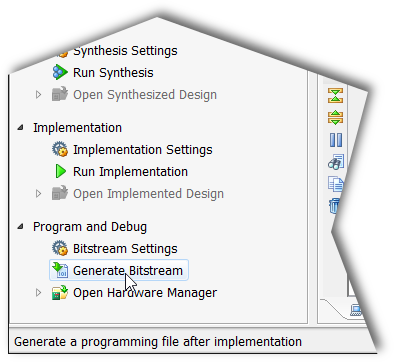 Synthesis Settings
Run Synthesis
Open Synthesized Design
Implementation
Implementation Settings
Run Implementation
Open Implemented Design
Program and Debug
Bitstream Settings
Generate Bitstream
Open Hardware Manager
Generate a programming file after implementation